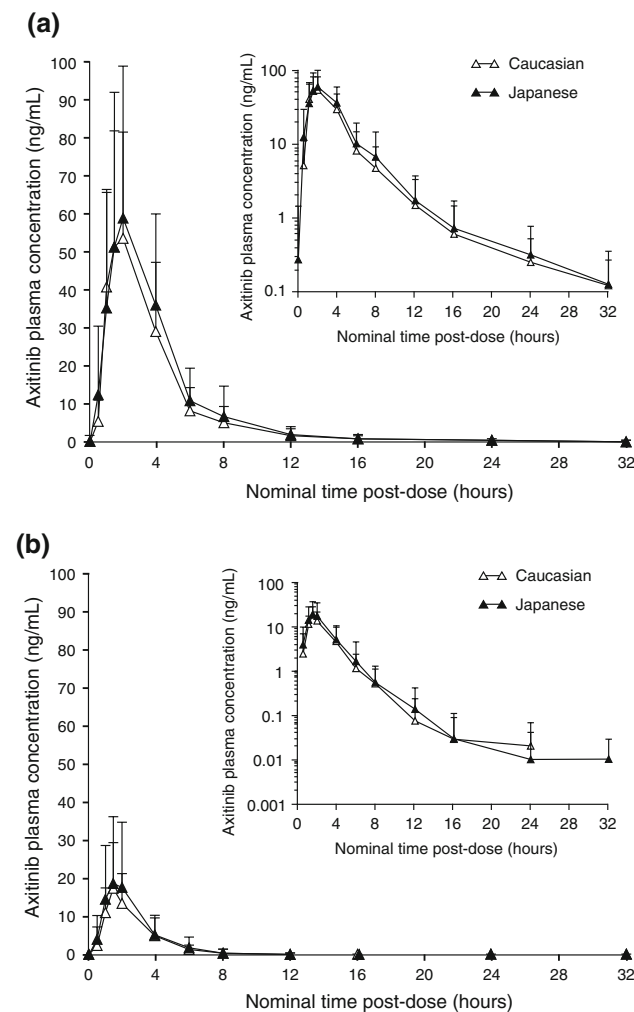 (a)
Axitinib plasma concentration (ng/mL)
100
90
80
70
60
50
40
30
20
10
0
0 4 8 12 16 20 24 28 32
Nominal time post-dose (hours)
Axitinib plasma concentration (ng/mL)
100
10
1
0.1
0 4 8 12 16 20 24 28 32
Nominal time post-dose (hours)
Caucasian
Japanese
(b)
Axitinib plasma concentration (ng/mL)
100
90
80
70
60
50
40
30
20
10
0
0 4 8 12 16 20 24 28 32
Nominal time post-dose (hours)
Axitinib plasma concentration (ng/mL)
100
10
1
0.1
0.01
0.001
0 4 8 12 16 20 24 28 32
Nominal time post-dose (hours)
Caucasian
Japanese